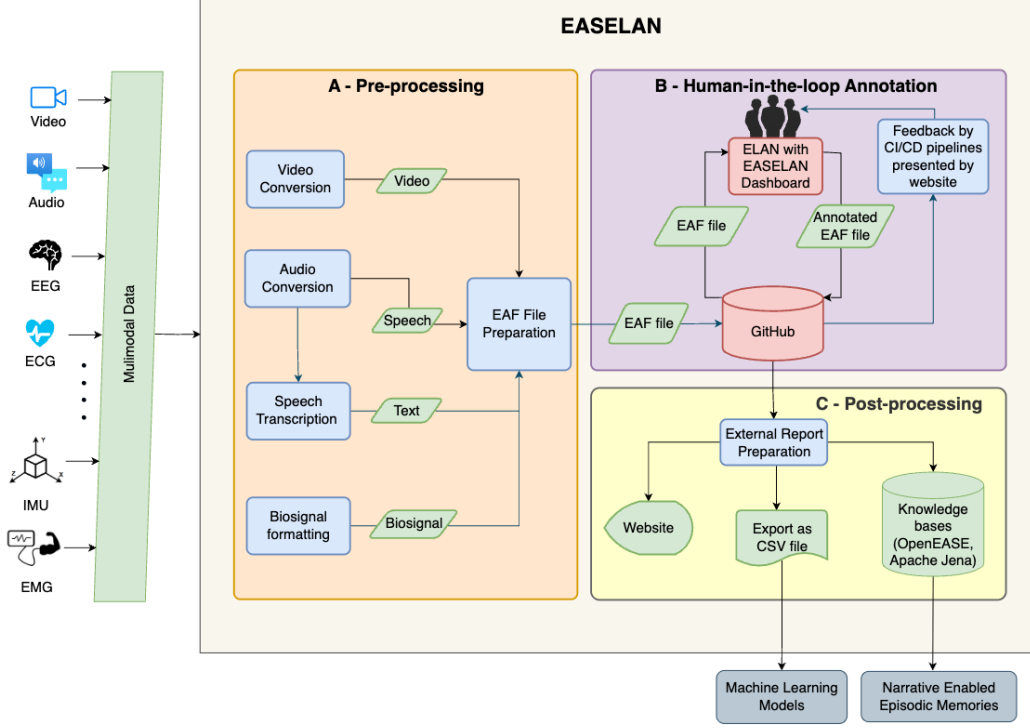 EASELAN
Video
Audio
EEG
ECG
IMU
EMG
Y
Z
X
Mulimodal Data
A - Pre-processing
Video
Conversion
Video
Audio
Conversion
Speech
EAF File
Preparation
Speech
Transcription
Text
Biosignal
formatting
Biosignal
B - Human-in-the-loop Annotation
ELAN with
EASELAN
Dashboard
Feedback by
CI/CD pipelines
presented by
website
EAF file
Annotated
EAF file
EAF file
GitHub
C - Post-processing
External Report
Preparation
Website
Export as
CSV file
Knowledge
bases
(OpenEASE,
Apache Jena)
Machine Learning
Models
Narrative Enabled
Episodic Memories